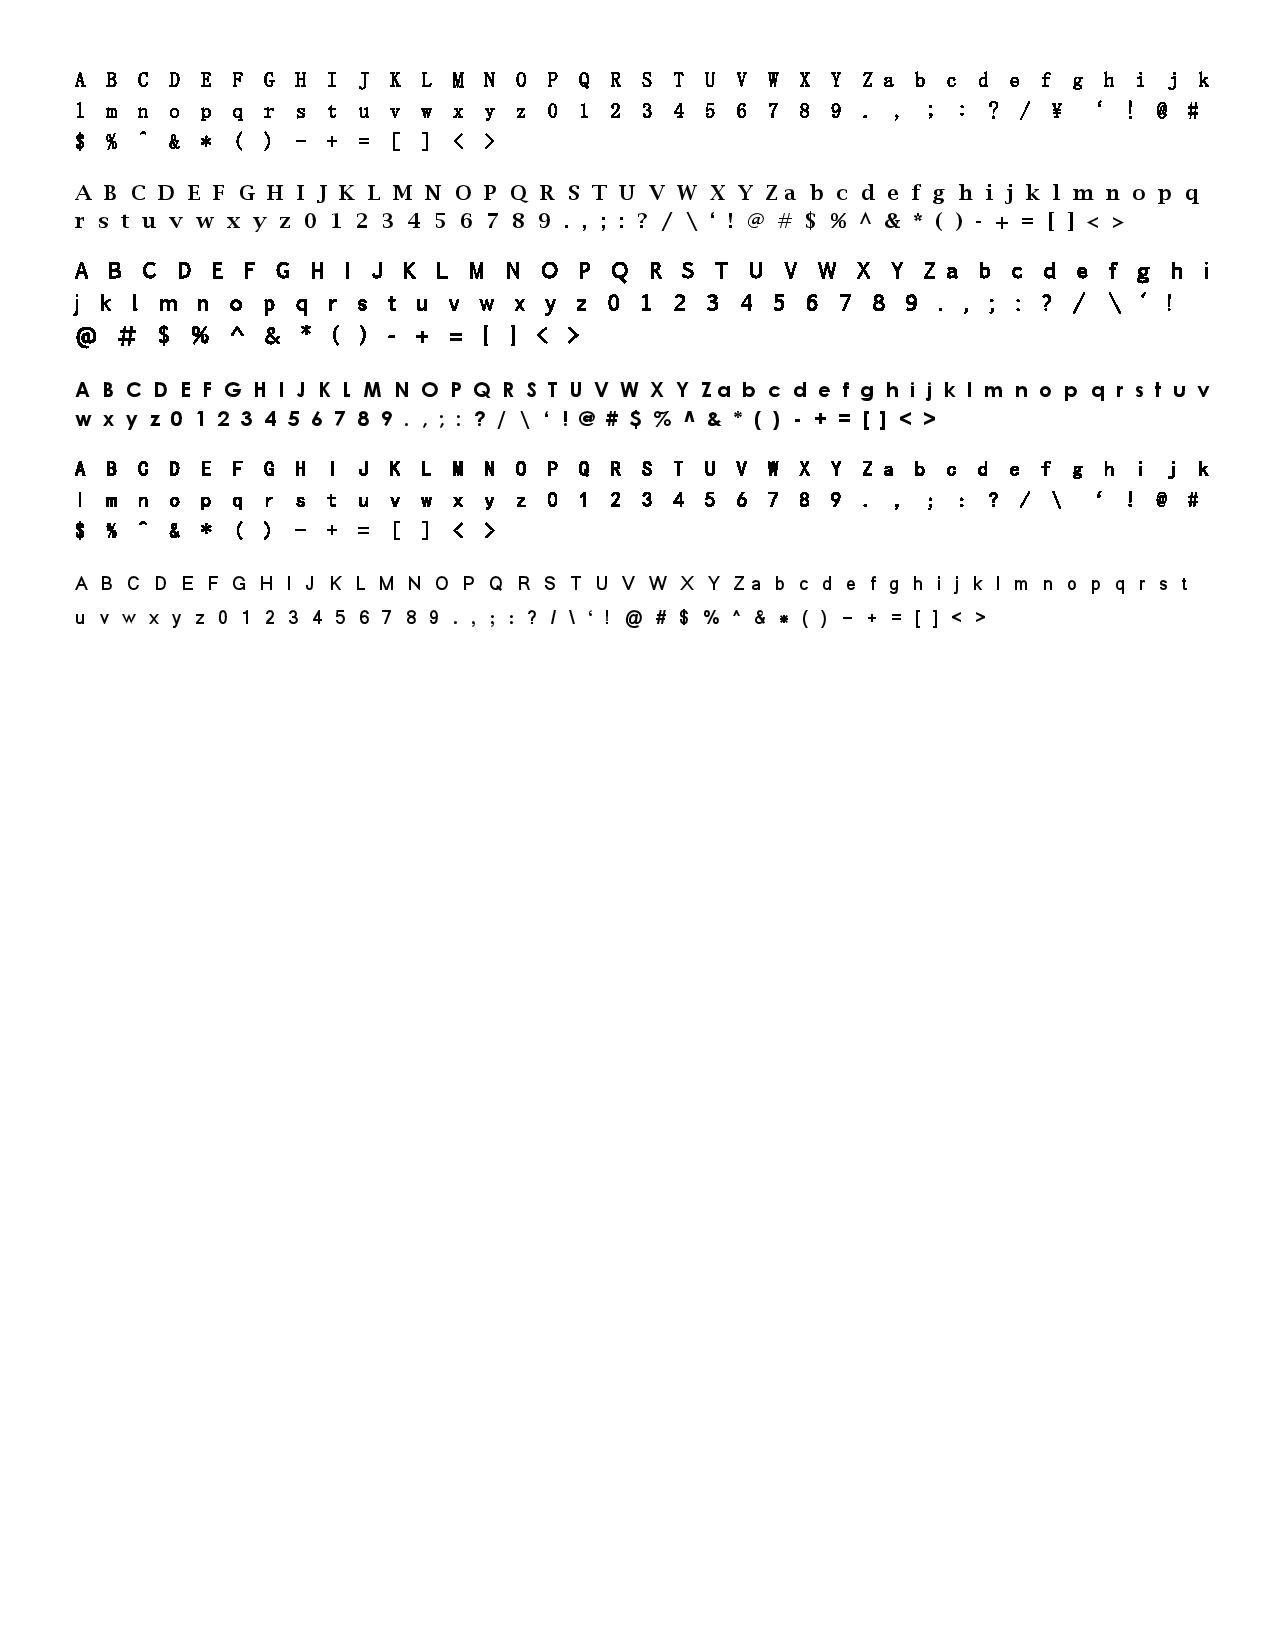 A B C D E F G H I J K L M N O P Q R S T U V W X Y Z a b c d e f g h i j k
l m n o p q r s t u v w x y z 0 1 2 3 4 5 6 7 8 9 . , ; : ? / ¥ ‘ ! @ #
$ % ^ & * ( ) - + = [ ] < >
A B C D E F G H I J K L M N O P Q R S T U V W X Y Z a b c d e f g h i j k l m n o p q
r s t u v w x y z 0 1 2 3 4 5 6 7 8 9 . , ; : ? / \ ‘ ! @ # $ % ^ & * ( ) - + = [ ] < >
A B C D E F G H I J K L M N O P Q R S T U V W X Y Z a b c d e f g h i
j k l m n o p q r s t u v w x y z 0 1 2 3 4 5 6 7 8 9 . , ; : ? / \ ‘ !
@ # $ % ^ & * ( ) - + = [ ] < >
A B C D E F G H I J K L M N O P Q R S T U V W X Y Z a b c d e f g h i j k l m n o p q r s t u v
w x y z 0 1 2 3 4 5 6 7 8 9 . , ; : ? / \ ‘ ! @ # $ % ^ & * ( ) - + = [ ] < >
A B C D E F G H I J K L M N O P Q R S T U V W X Y Z a b c d e f g h i j k
l m n o p q r s t u v w x y z 0 1 2 3 4 5 6 7 8 9 . , ; : ? / \ ‘ ! @ #
$ % ^ & * ( ) - + = [ ] < >
A B C D E F G H I J K L M N O P Q R S T U V W X Y Z a b c d e f g h i j k l m n o p q r s t
u v w x y z 0 1 2 3 4 5 6 7 8 9 . , ; : ? / \ ‘ ! @ # $ % ^ & * ( ) - + = [ ] < >